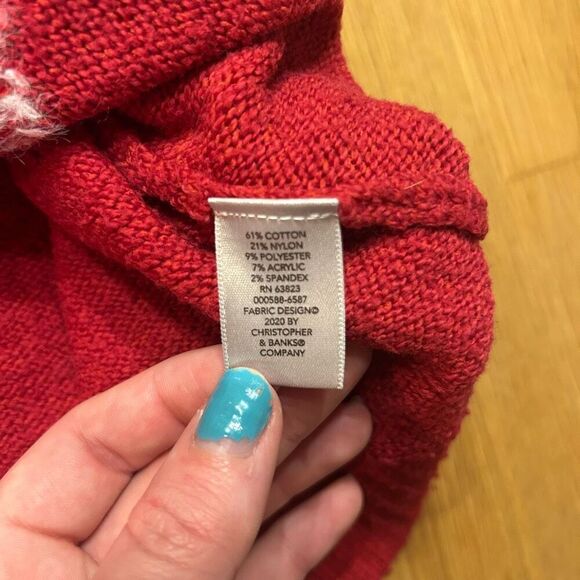 61% COTTON
21% NYLON
9% POLYESTER
7% ACRYLIC
2% SPANDEX
RN 63823
000588-6587
FABRIC DESIGN©
2020 BY
CHRISTOPHER
& BANKS®
COMPANY